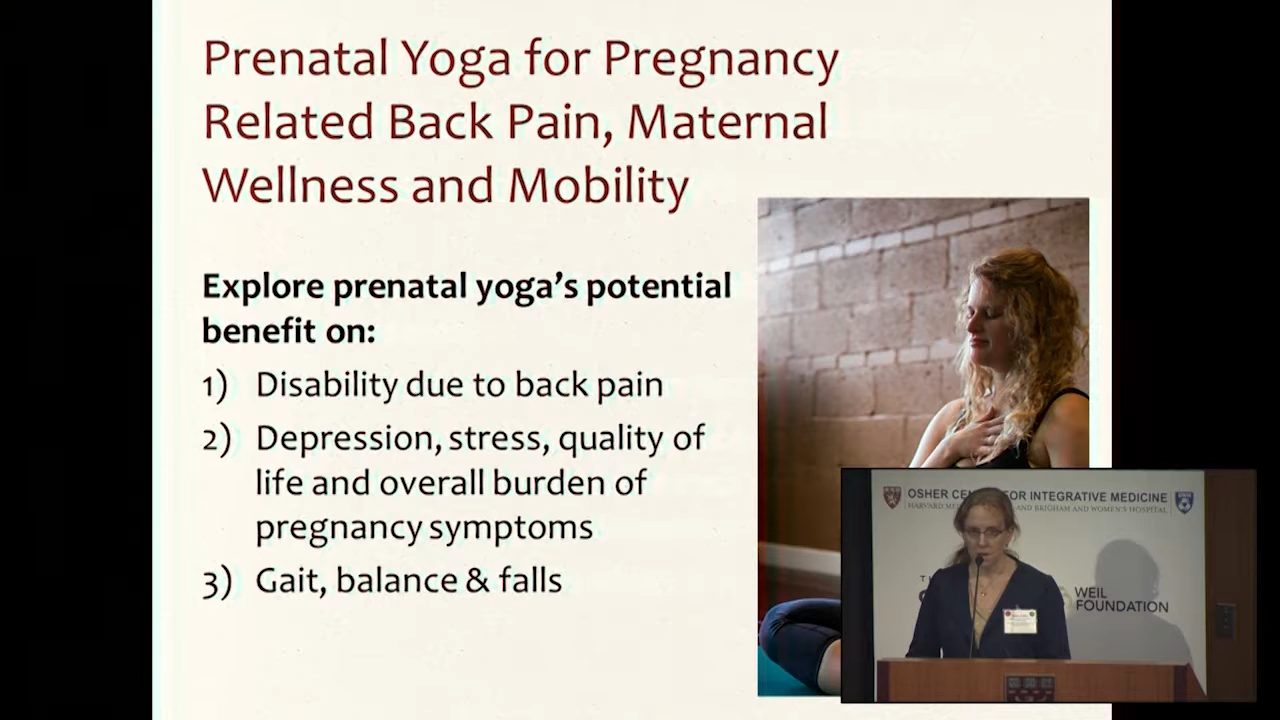 Prenatal Yoga for Pregnancy
Related Back Pain, Maternal
Wellness and Mobility
Explore prenatal yoga's potential
benefit on:
1) Disability due to back pain
2) Depression, stress, quality of
life and overall burden of
pregnancy symptoms
3) Gait, balance & falls
OSHER FOR INTEGRATIVE MEDICINE
HARVARD AND BRIGHAM AND WOMEN'S HOSPITAL
WEIL
FOUNDATION